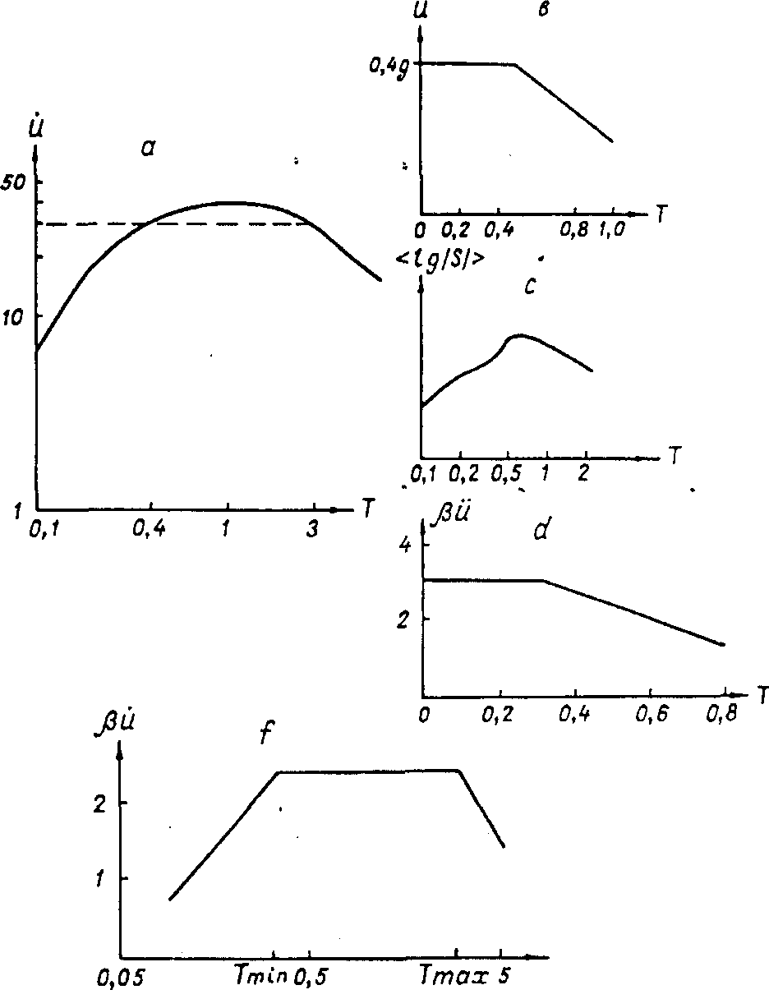 U в
0,4g
0 0,2 0,4 0,8 1,0 T
U̇ a
50
10
1
0,1 0,4 1 3 T
<lg/S/>
c
0,1 0,2 0,5 1 2 T
βü d
4
2
0 0,2 0,4 0,6 0,8 T
βu̇ f
2
1
0,05 Tmin 0,5 Tmax 5